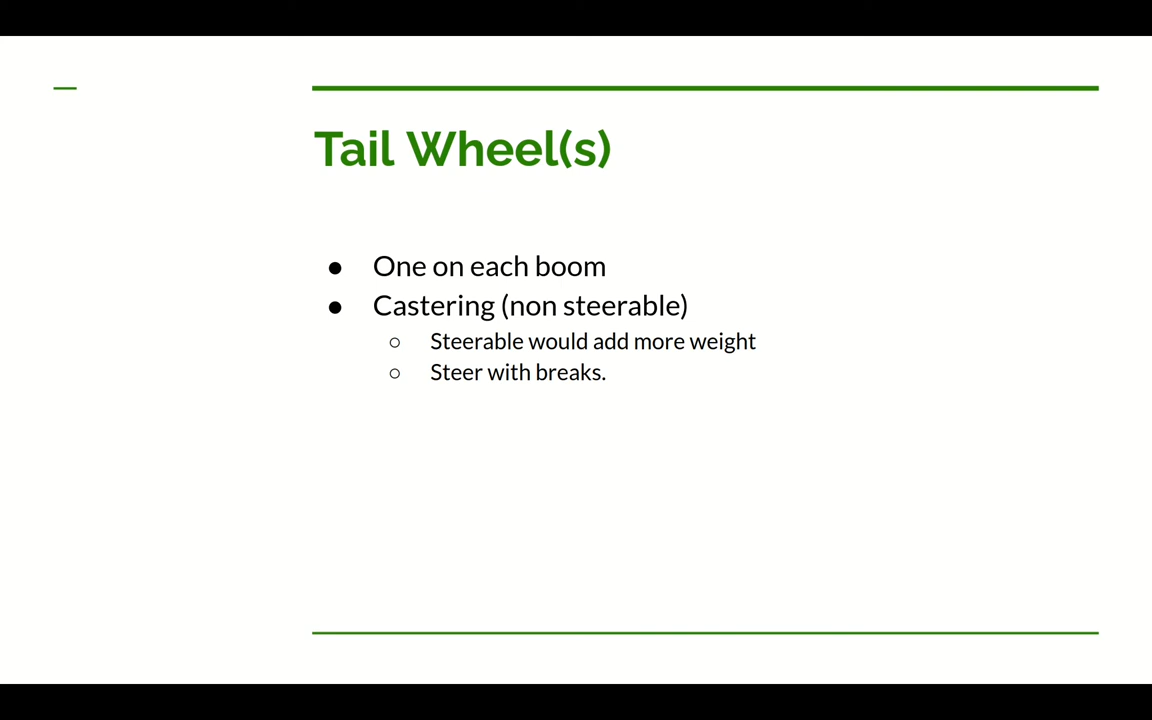 Tail Wheel(s)
● One on each boom
● Castering (non steerable)
○ Steerable would add more weight
○ Steer with breaks.